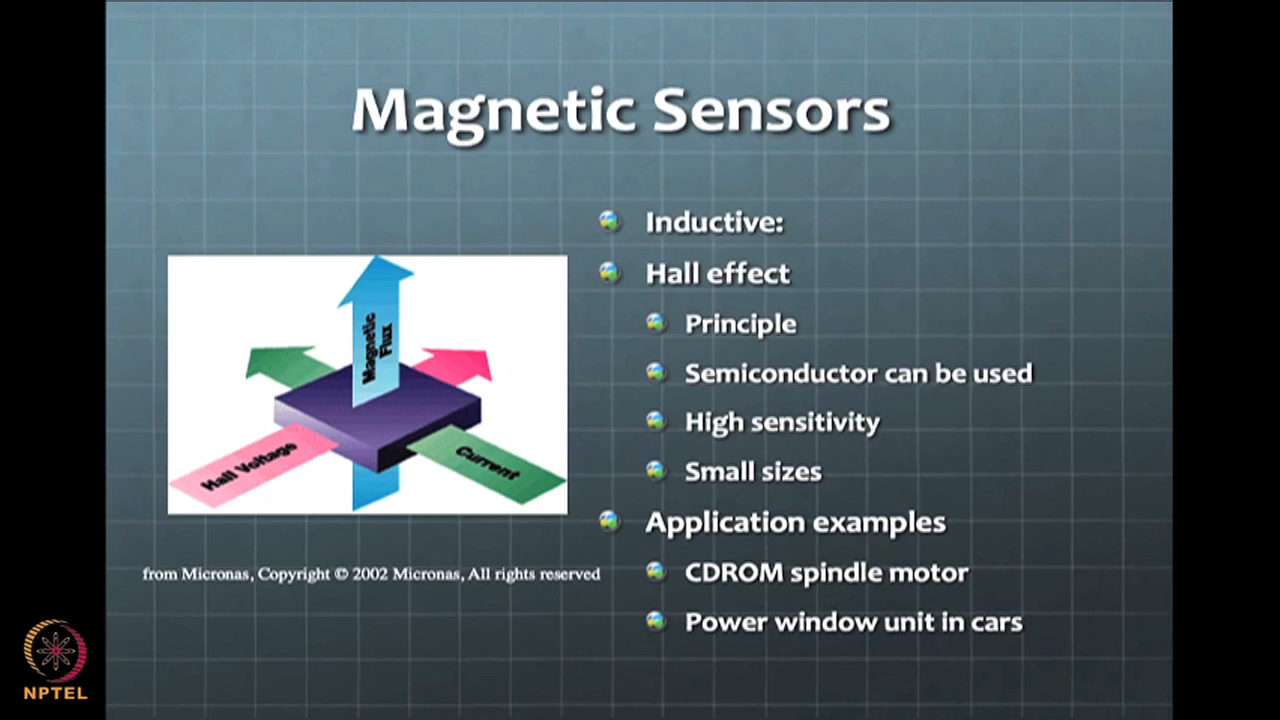 Magnetic Sensors
Magnetic
Flux
Hall Voltage
Current
from Micronas, Copyright © 2002 Micronas, All rights reserved
Inductive:
Hall effect
Principle
Semiconductor can be used
High sensitivity
Small sizes
Application examples
CDROM spindle motor
Power window unit in cars
NPTEL